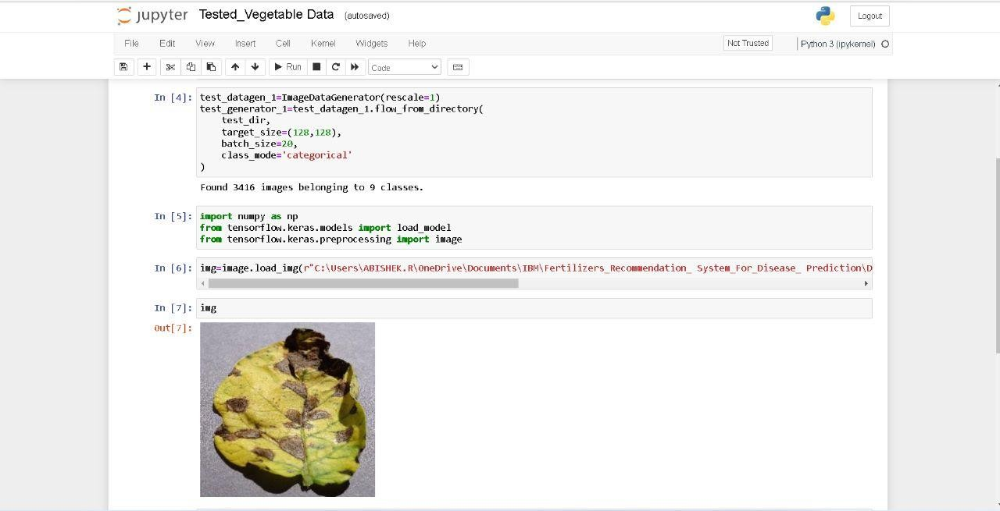 jupyter Tested_Vegetable Data (autosaved)
Logout
File Edit View Insert Cell Kernel Widgets Help
Not Trusted
Python 3 (ipykernel)
Run
Code
In [4]:
test_datagen_1=ImageDataGenerator(rescale=1)
test_generator_1=test_datagen_1.flow_from_directory(
    test_dir,
    target_size=(128,128),
    batch_size=20,
    class_mode='categorical'
)
Found 3416 images belonging to 9 classes.
In [5]:
import numpy as np
from tensorflow.keras.models import load_model
from tensorflow.keras.preprocessing import image
In [6]:
img=image.load_img(r"C:\Users\ABISHEK.R\OneDrive\Documents\IBM\Fertilizers_Recommendation_ System_For_Disease_ Prediction\D
In [7]:
img
Out[7]: